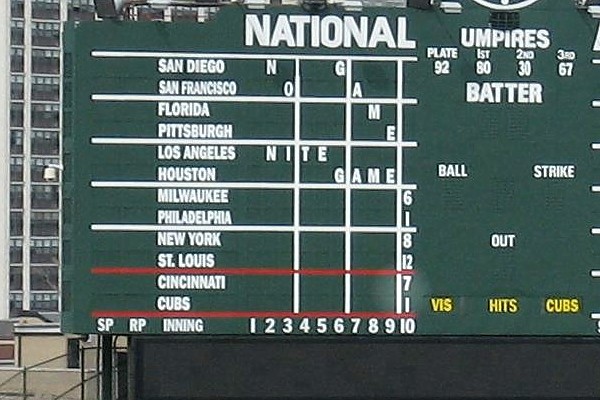 NATIONAL UMPIRES
PLATE 1ST 2ND 3RD
SAN DIEGO N G 92 80 30 67
SAN FRANCISCO O A BATTER
FLORIDA M
PITTSBURGH E
LOS ANGELES N I T E
HOUSTON G A M E BALL STRIKE
MILWAUKEE 6
PHILADELPHIA 1
NEW YORK 8 OUT
ST. LOUIS 12
CINCINNATI 7
CUBS 1 VIS HITS CUBS
SP RP INNING 1 2 3 4 5 6 7 8 9 10